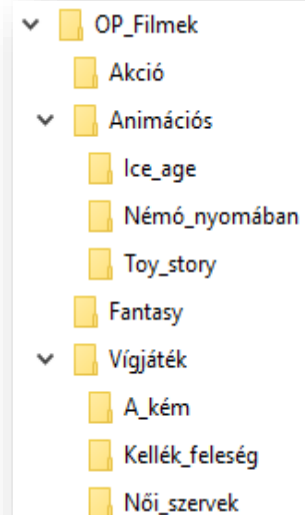 OP_Filmek
Akció
Animációs
Ice_age
Némó_nyomában
Toy_story
Fantasy
Vígjáték
A_kém
Kellék_feleség
Női_szervek